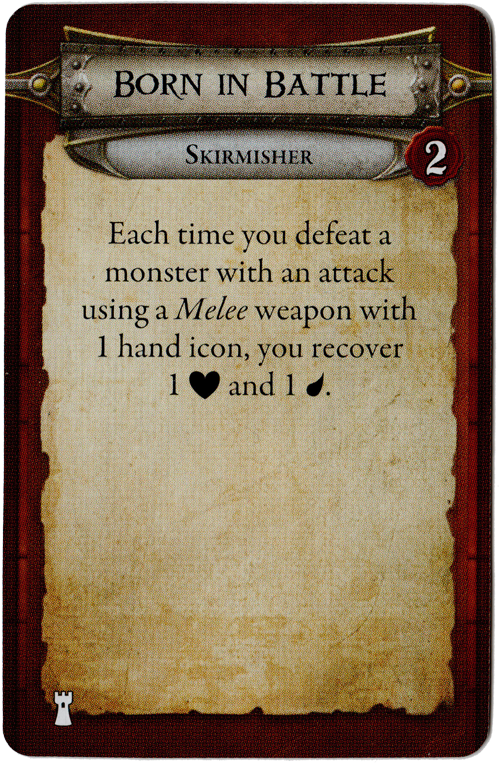 Born in Battle
Skirmisher
2
Each time you defeat a
monster with an attack
using a Melee weapon with
1 hand icon, you recover
1 ♥ and 1 .